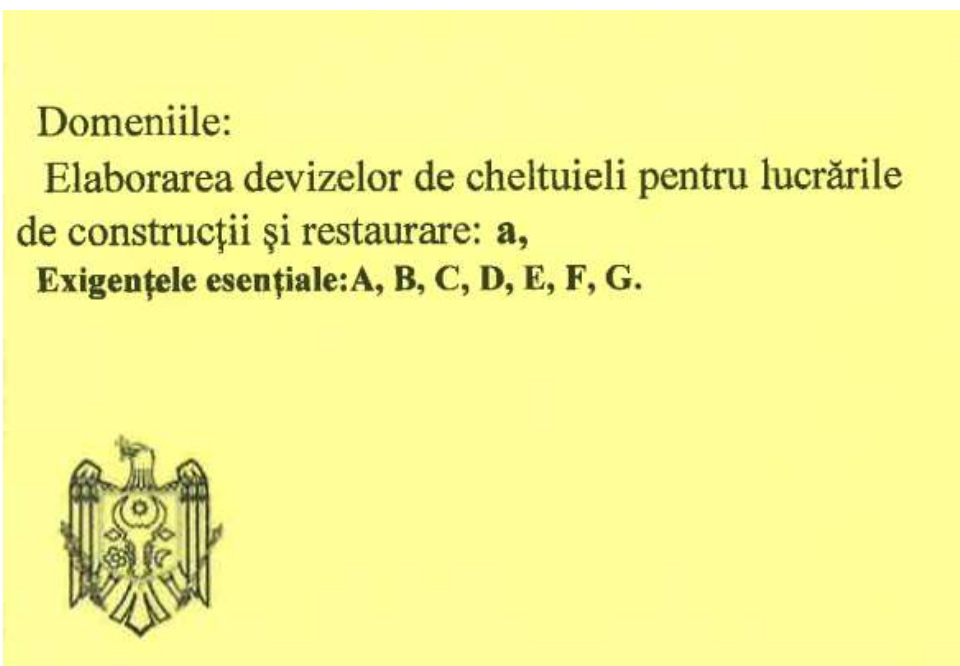 Domeniile:
Elaborarea devizelor de cheltuieli pentru lucrările
de construcţii şi restaurare: a,
Exigenţele esenţiale:A, B, C, D, E, F, G.